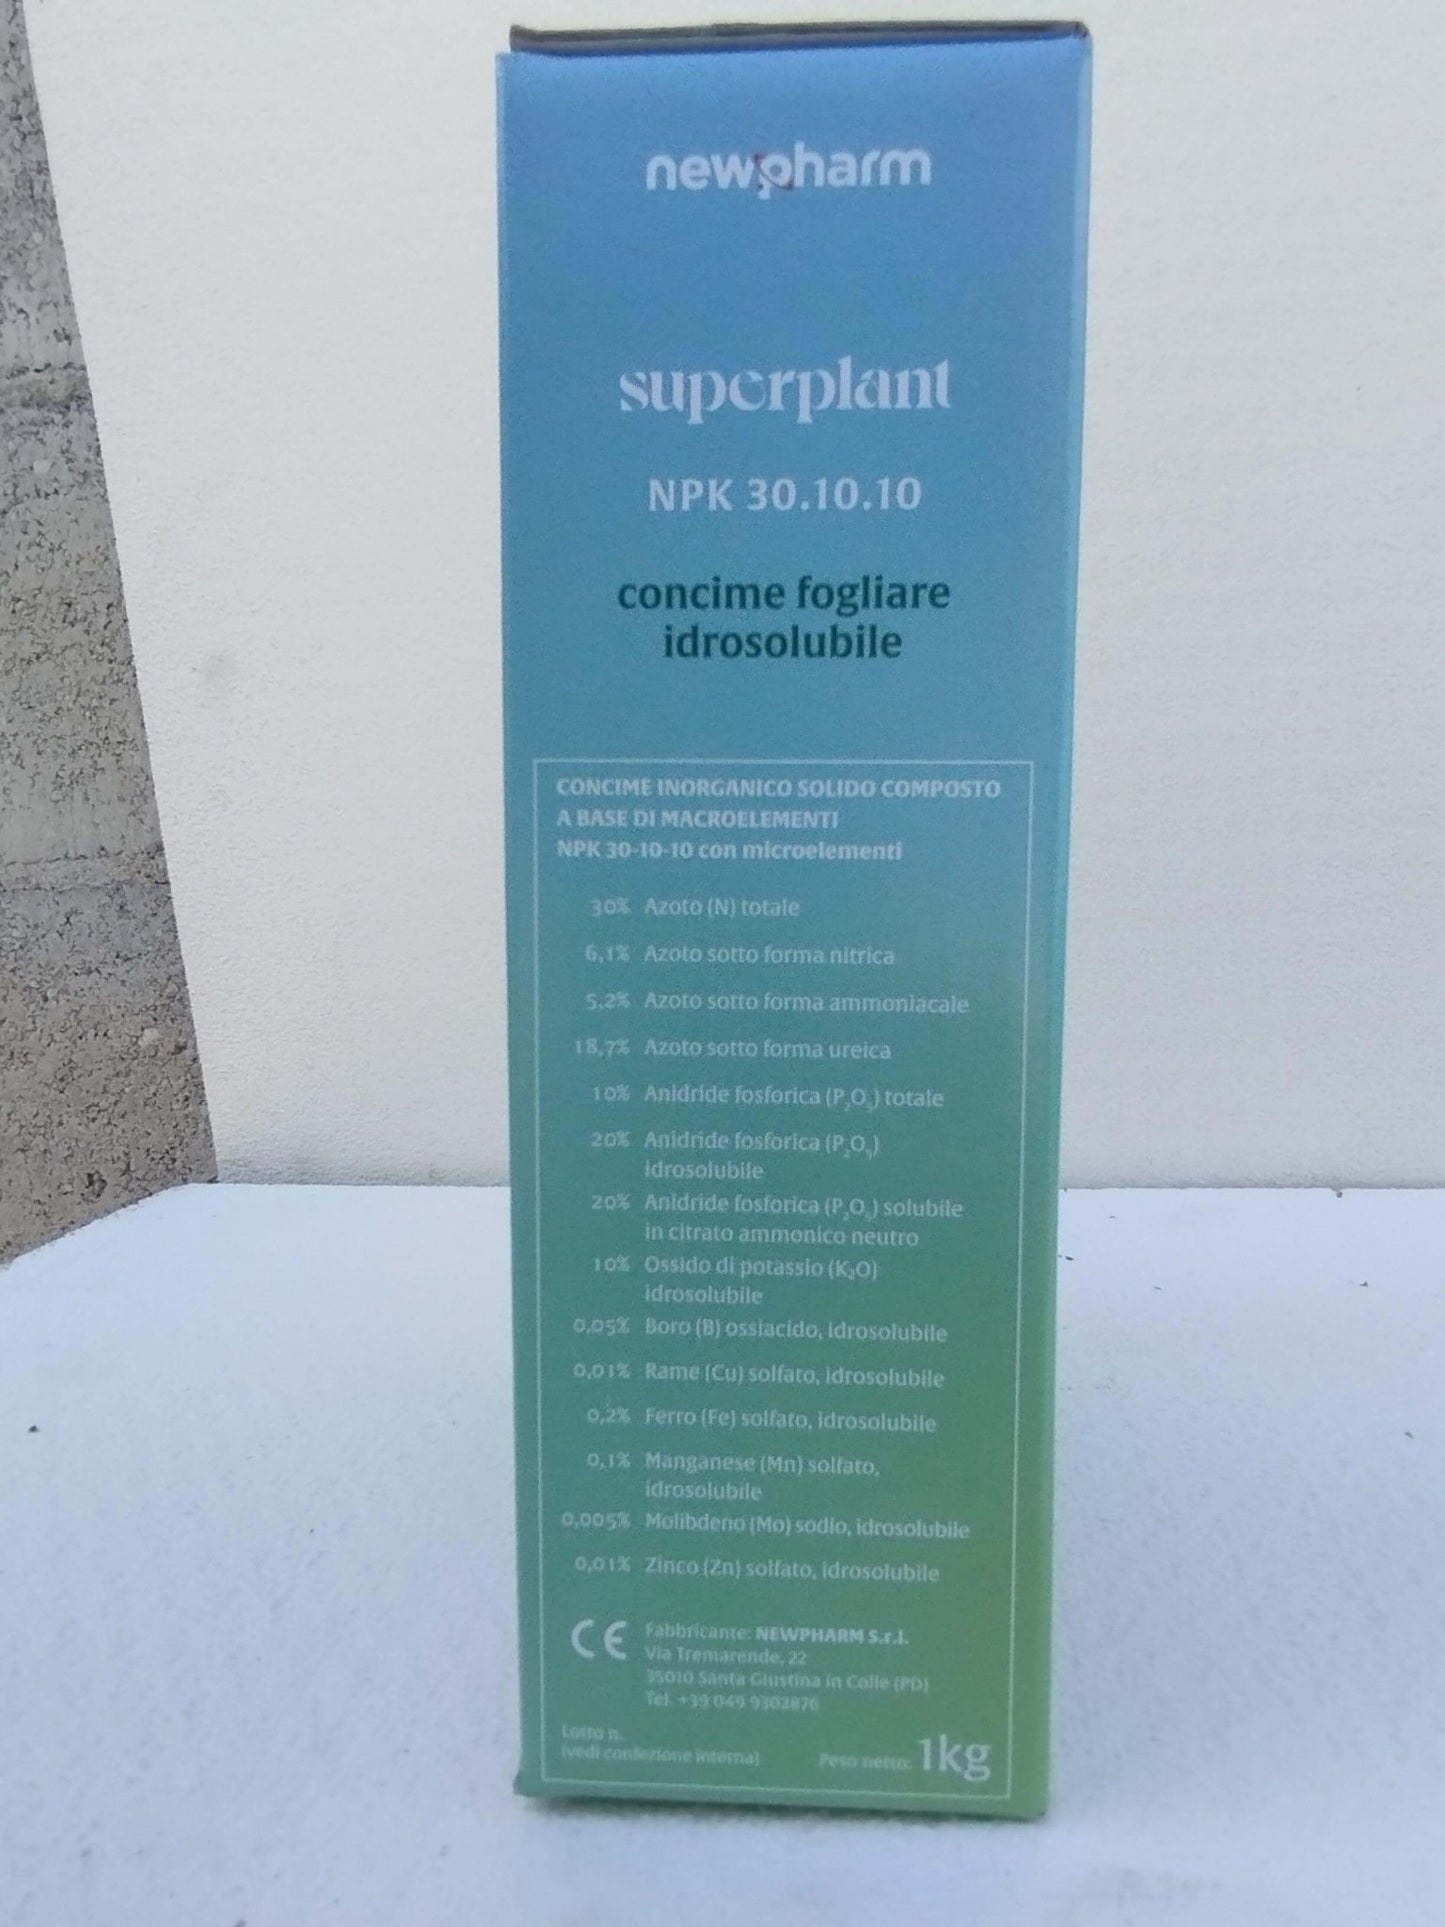 newpharm
superplant
NPK 30.10.10
concime fogliare
idrosolubile
CONCIME INORGANICO SOLIDO COMPOSTO
A BASE DI MACROELEMENTI
NPK 30-10-10 con microelementi
30% Azoto (N) totale
6,1% Azoto sotto forma nitrica
5,2% Azoto sotto forma ammoniacale
18,7% Azoto sotto forma ureica
10% Anidride fosforica (P₂O₅) totale
20% Anidride fosforica (P₂O₅)
idrosolubile
20% Anidride fosforica (P₂O₅) solubile
in citrato ammonico neutro
10% Ossido di potassio (K₂O)
idrosolubile
0,05% Boro (B) ossiacido, idrosolubile
0,01% Rame (Cu) solfato, idrosolubile
0,2% Ferro (Fe) solfato, idrosolubile
0,1% Manganese (Mn) solfato,
idrosolubile
0,005% Molibdeno (Mo) sodio, idrosolubile
0,01% Zinco (Zn) solfato, idrosolubile
CE Fabbricante: NEWPHARM S.r.l.
Via Tremarende, 22
35010 Santa Giustina in Colle (PD)
Tel. +39 049 9302876
Lotto n.
(vedi confezione interna) Peso netto: 1kg